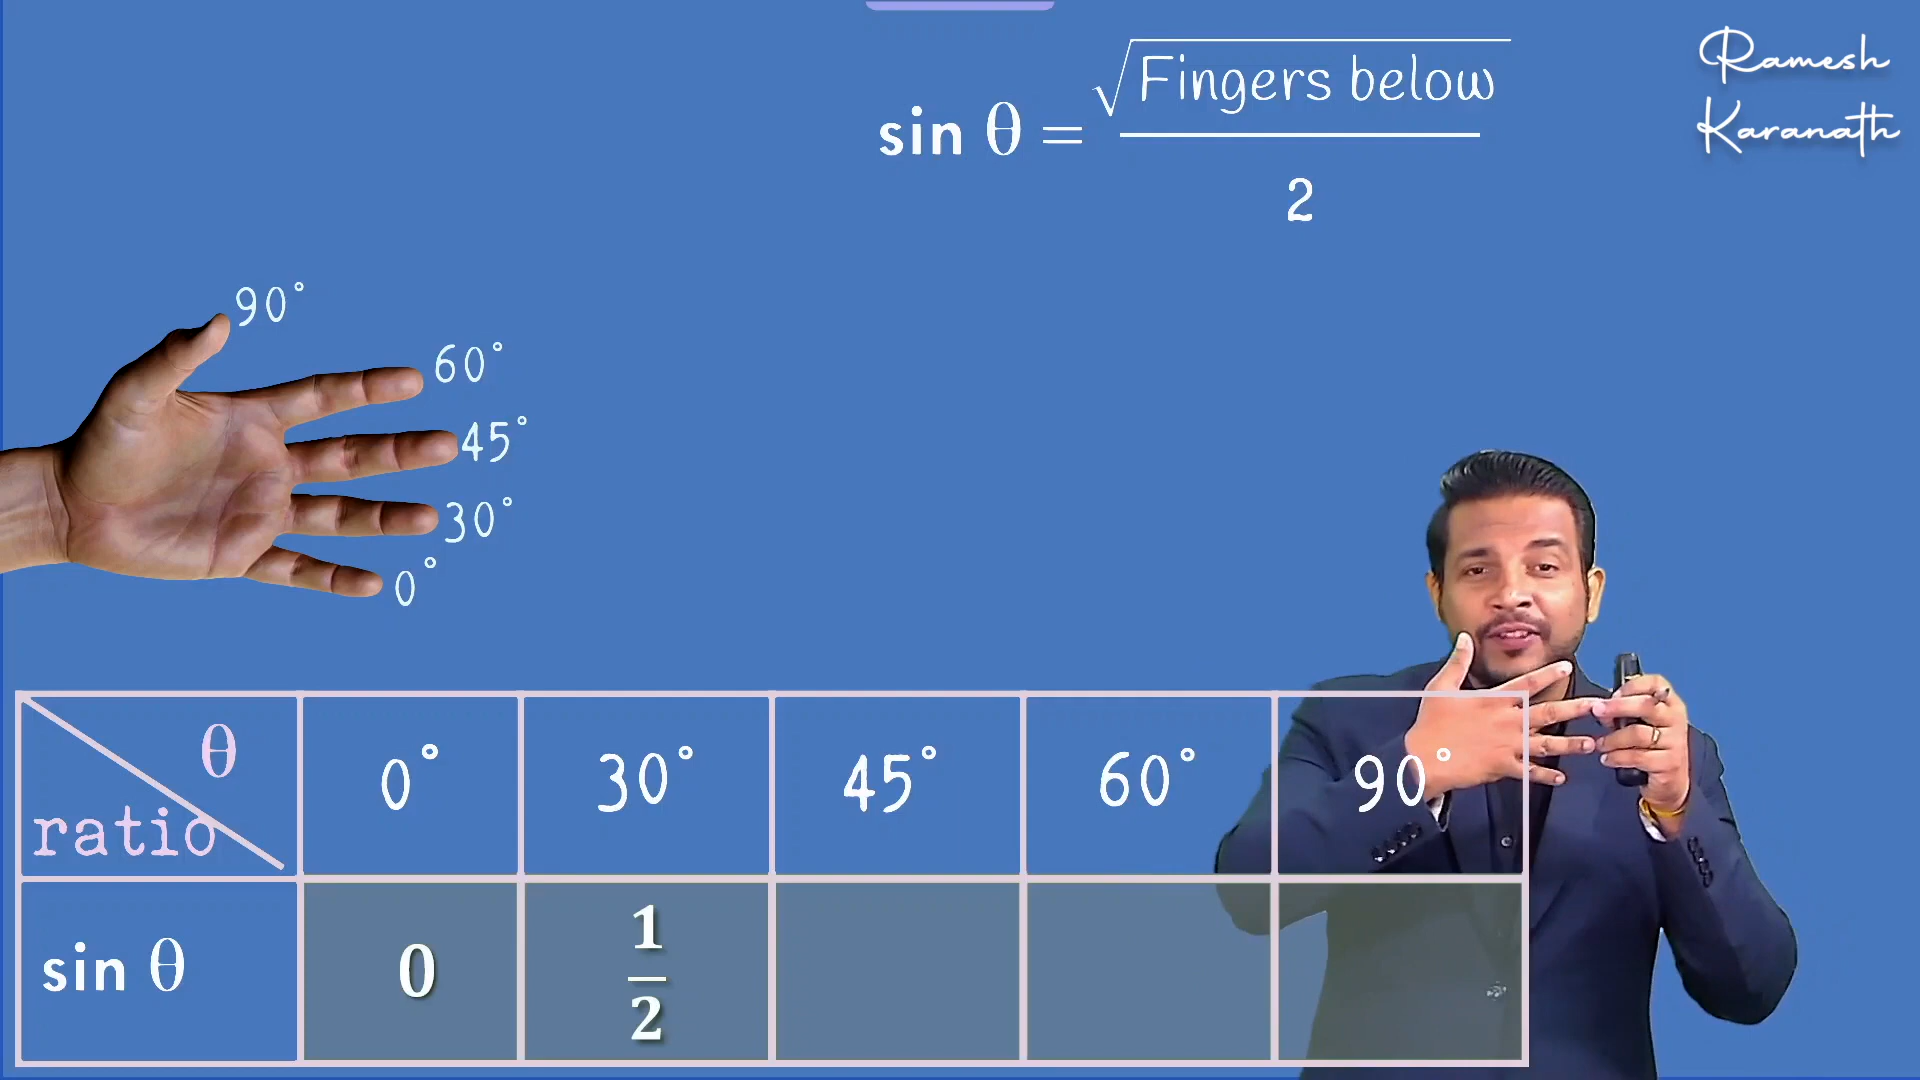 Ramesh
Karanath
sin θ = √Fingers below
2
90°
60°
45°
30°
0°
θ
ratio
0°
30°
45°
60°
90°
sin θ
0
1
2